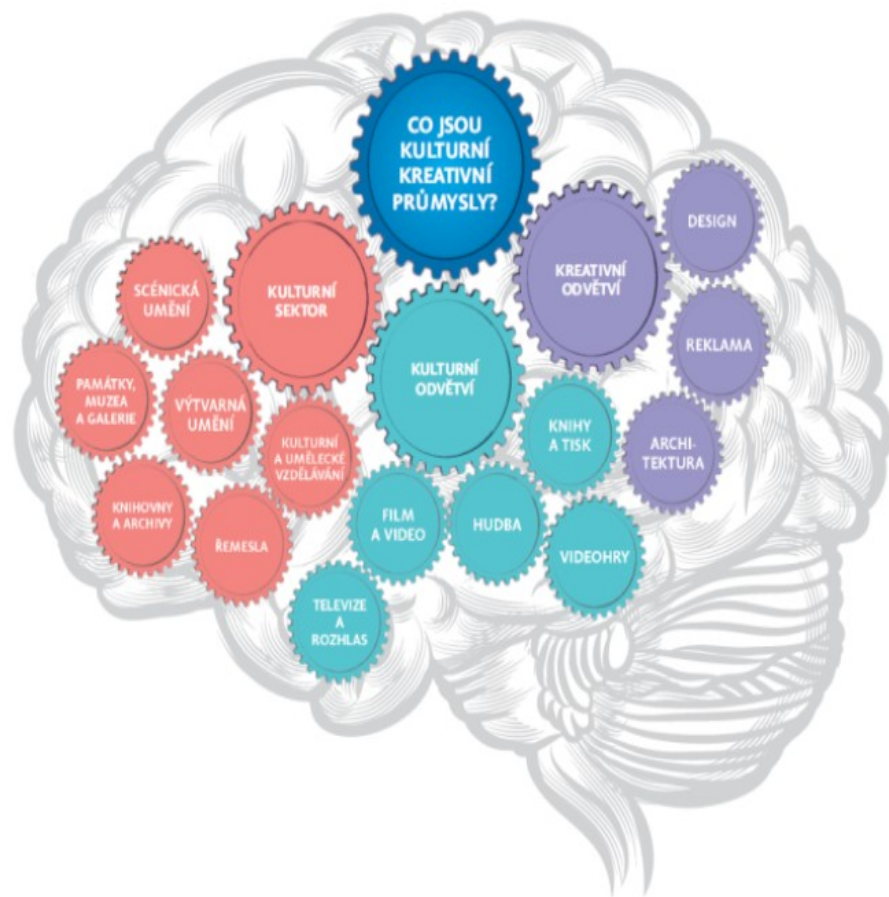 CO JSOU
KULTURNÍ
KREATIVNÍ
PRŮMYSLY?
KULTURNÍ
SEKTOR
SCÉNICKÁ
UMĚNÍ
PAMÁTKY,
MUZEA
A GALERIE
VÝTVARNÁ
UMĚNÍ
KULTURNÍ
A UMĚLECKÉ
VZDĚLÁVÁNÍ
KNIHOVNY
A ARCHIVY
ŘEMESLA
KULTURNÍ
ODVĚTVÍ
KNIHY
A TISK
FILM
A VIDEO
HUDBA
VIDEOHRY
TELEVIZE
A
ROZHLAS
KREATIVNÍ
ODVĚTVÍ
DESIGN
REKLAMA
ARCHI-
TEKTURA